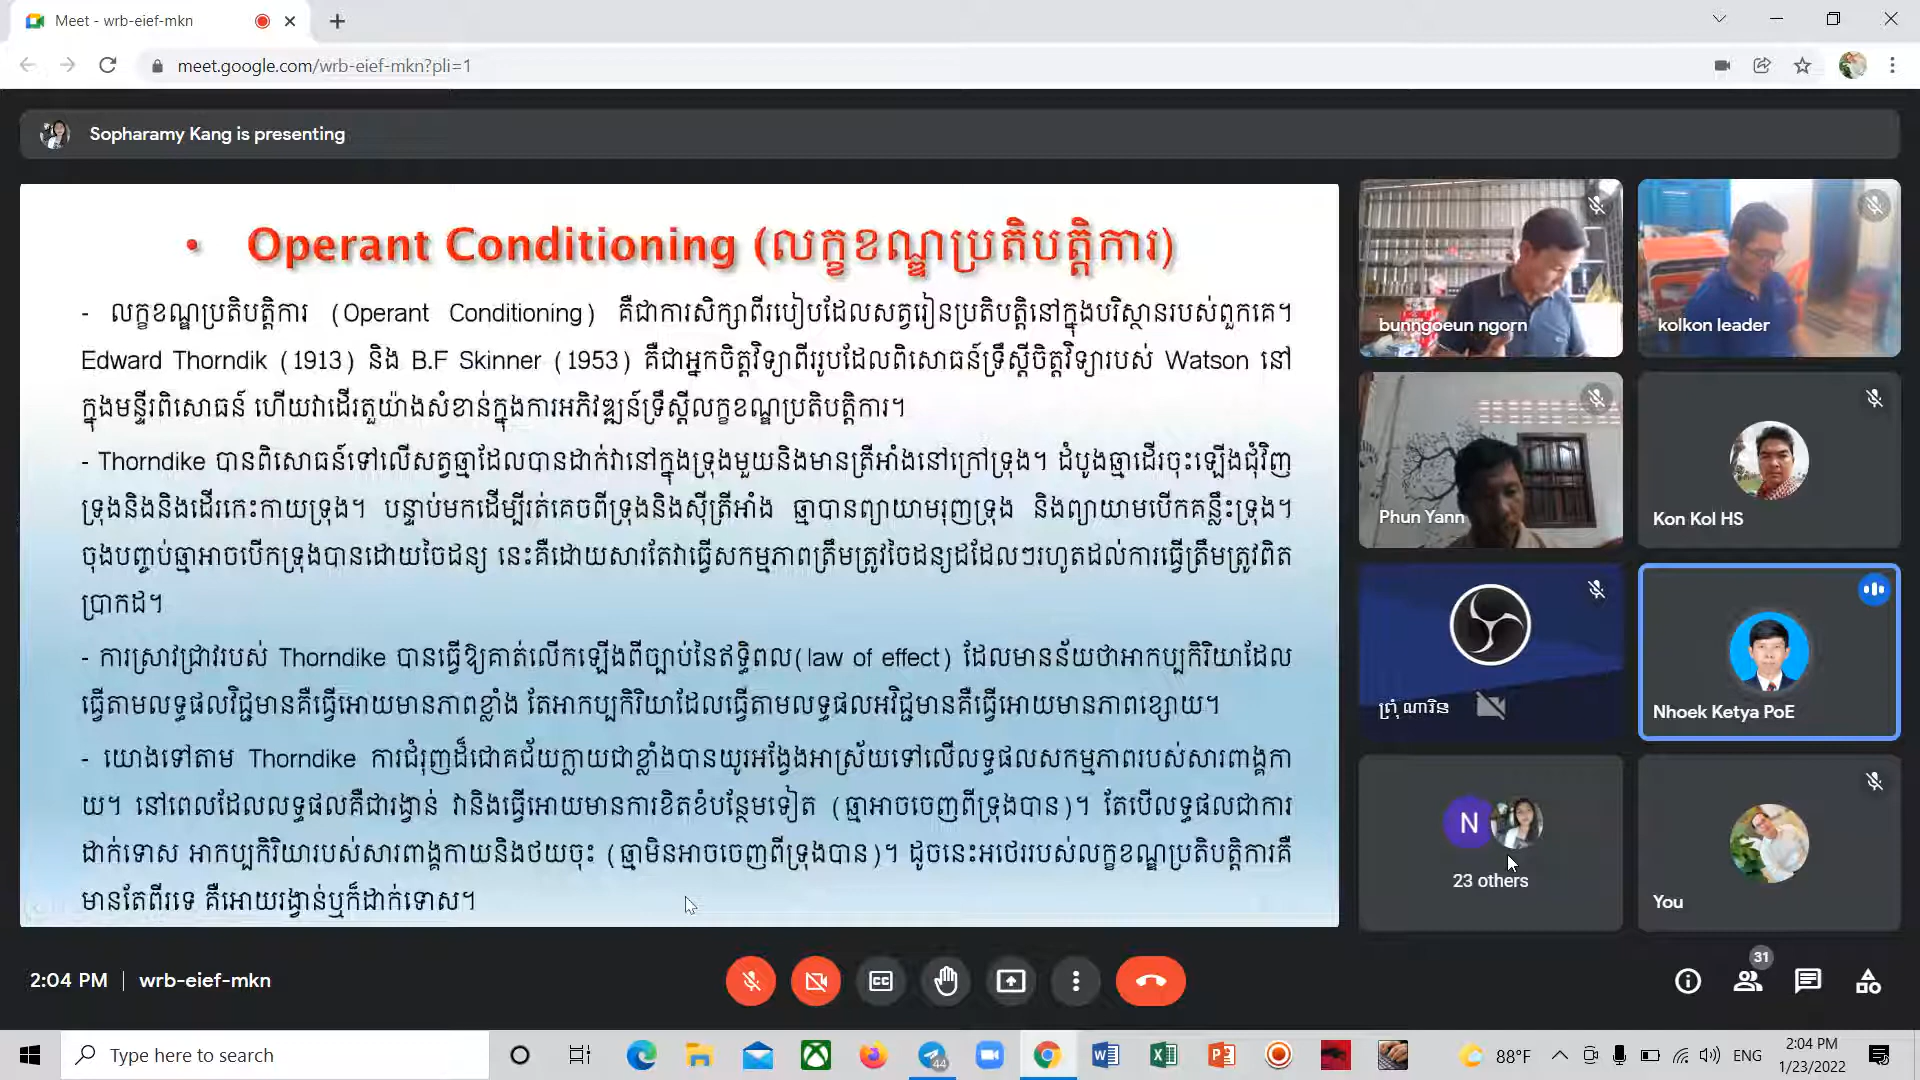 Meet - wrb-eief-mkn
meet.google.com/wrb-eief-mkn?pli=1
Sopharamy Kang is presenting
• Operant Conditioning (លក្ខខណ្ឌប្រតិបត្តិការ)
- លក្ខខណ្ឌប្រតិបត្តិការ (Operant Conditioning) គឺជាការសិក្សាពីរបៀបដែលសត្វរៀនប្រតិបត្តិនៅក្នុងបរិស្ថានរបស់ពួកគេ។
Edward Thorndik (1913) និង B.F Skinner (1953) គឺជាអ្នកចិត្តវិទ្យាពីររូបដែលពិសោធន៍ទ្រឹស្តីចិត្តវិទ្យារបស់ Watson នៅ
ក្នុងមន្ទីរពិសោធន៍ ហើយវាដើរតួយ៉ាងសំខាន់ក្នុងការអភិវឌ្ឍន៍ទ្រឹស្តីលក្ខខណ្ឌប្រតិបត្តិការ។
- Thorndike បានពិសោធន៍ទៅលើសត្វឆ្មាដែលបានដាក់វានៅក្នុងទ្រុងមួយនិងមានត្រីអាំងនៅក្រៅទ្រុង។ ដំបូងឆ្មាដើរចុះឡើងជុំវិញ
ទ្រុងនិងនិងដើរកេះកាយទ្រុង។ បន្ទាប់មកដើម្បីរត់គេចពីទ្រុងនិងស៊ីត្រីអាំង ឆ្មាបានព្យាយាមរុញទ្រុង និងព្យាយាមបើកគន្លឹះទ្រុង។
ចុងបញ្ចប់ឆ្មាអាចបើកទ្រុងបានដោយចៃដន្យ នេះគឺដោយសារតែវាធ្វើសកម្មភាពត្រឹមត្រូវចៃដន្យដដែលៗរហូតដល់ការធ្វើត្រឹមត្រូវពិត
ប្រាកដ។
- ការស្រាវជ្រាវរបស់ Thorndike បានធ្វើឱ្យគាត់លើកឡើងពីច្បាប់នៃឥទ្ធិពល(law of effect) ដែលមានន័យថាអាកប្បកិរិយាដែល
ធ្វើតាមលទ្ធផលវិជ្ជមានគឺធ្វើអោយមានភាពខ្លាំង តែអាកប្បកិរិយាដែលធ្វើតាមលទ្ធផលអវិជ្ជមានគឺធ្វើអោយមានភាពខ្សោយ។
- យោងទៅតាម Thorndike ការជំរុញដ៏ជោគជ័យក្លាយជាខ្លាំងបានយូរអង្វែងអាស្រ័យទៅលើលទ្ធផលសកម្មភាពរបស់សារពាង្គកា
យ។ នៅពេលដែលលទ្ធផលគឺជារង្វាន់ វានិងធ្វើអោយមានការខិតខំបន្ថែមទៀត (ឆ្មាអាចចេញពីទ្រុងបាន)។ តែបើលទ្ធផលជាការ
ដាក់ទោស អាកប្បកិរិយារបស់សារពាង្គកាយនិងថយចុះ (ឆ្មាមិនអាចចេញពីទ្រុងបាន)។ ដូចនេះអថេររបស់លក្ខខណ្ឌប្រតិបត្តិការគឺ
មានតែពីរទេ គឺអោយរង្វាន់ឬក៏ដាក់ទោស។
bunngoeun ngorn
kolkon leader
Phun Yann
Kon Kol HS
ព្រុំ ណារិន
Nhoek Ketya PoE
N
23 others
You
2:04 PM | wrb-eief-mkn
CC
31
Type here to search
44
88°F
ENG
2:04 PM
1/23/2022